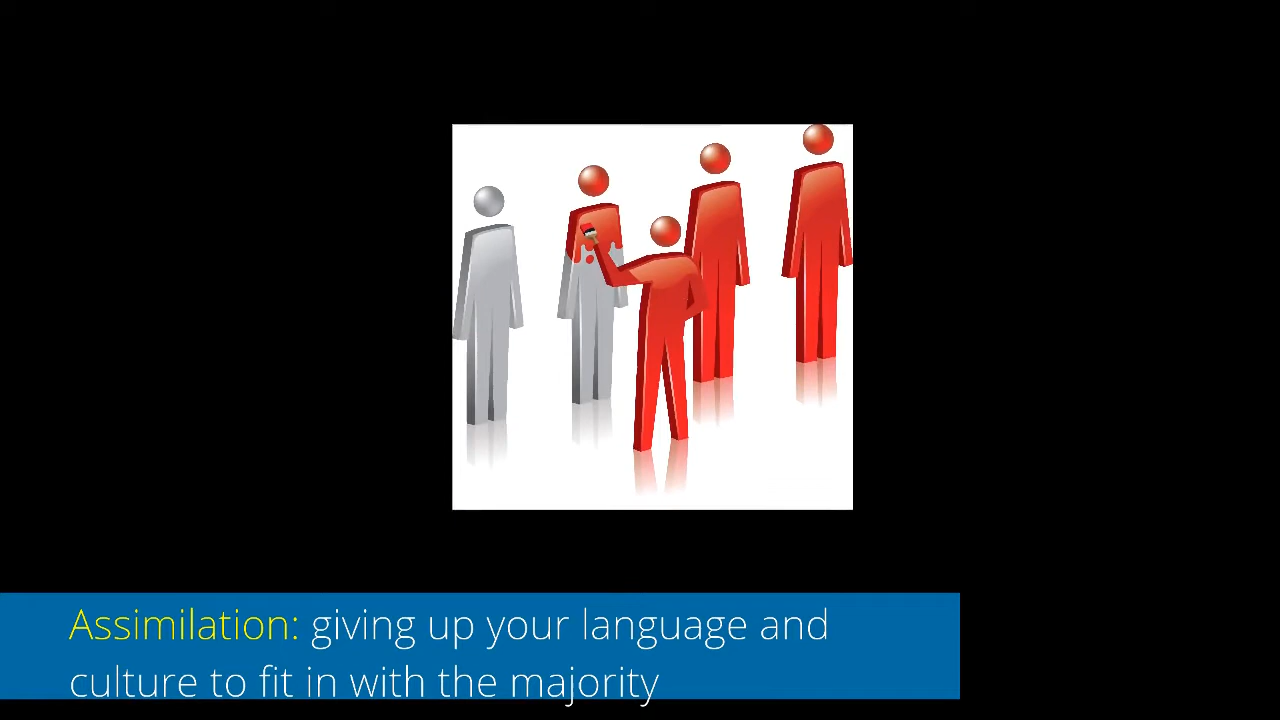 Assimilation: giving up your language and
culture to fit in with the majority